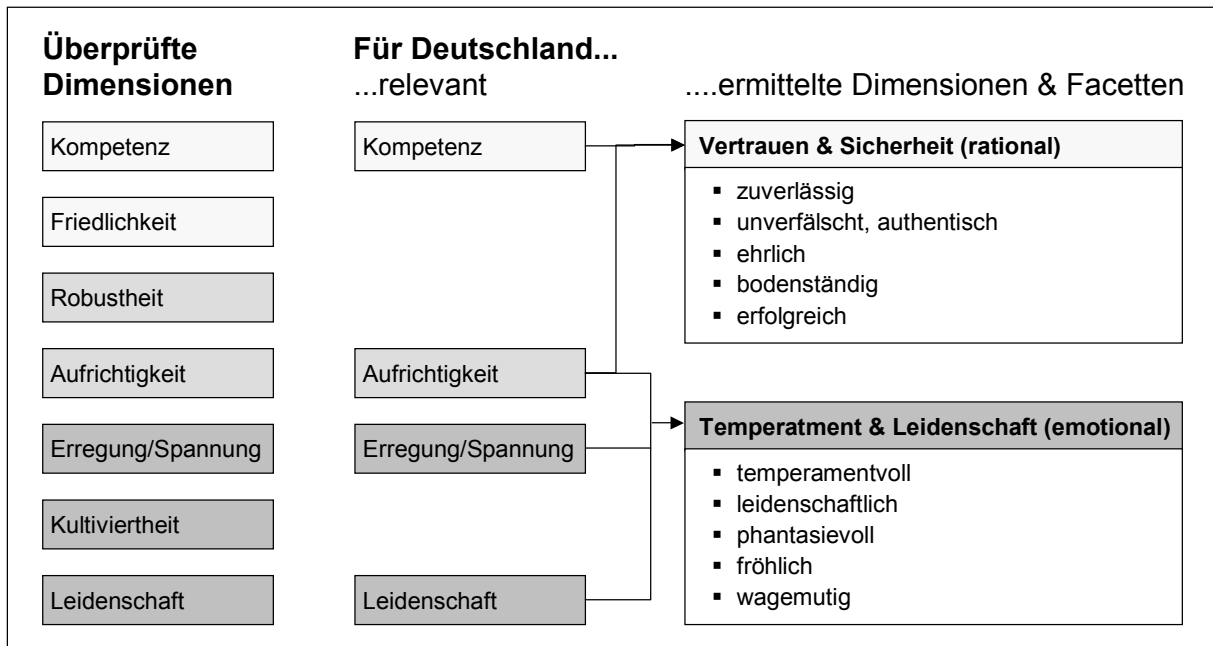 Überprüfte
Dimensionen
Kompetenz
Friedlichkeit
Robustheit
Aufrichtigkeit
Erregung/Spannung
Kultiviertheit
Leidenschaft
Für Deutschland...
...relevant
Kompetenz
Aufrichtigkeit
Erregung/Spannung
Leidenschaft
....ermittelte Dimensionen & Facetten
Vertrauen & Sicherheit (rational)
▪ zuverlässig
▪ unverfälscht, authentisch
▪ ehrlich
▪ bodenständig
▪ erfolgreich
Temperatment & Leidenschaft (emotional)
▪ temperamentvoll
▪ leidenschaftlich
▪ phantasievoll
▪ fröhlich
▪ wagemutig